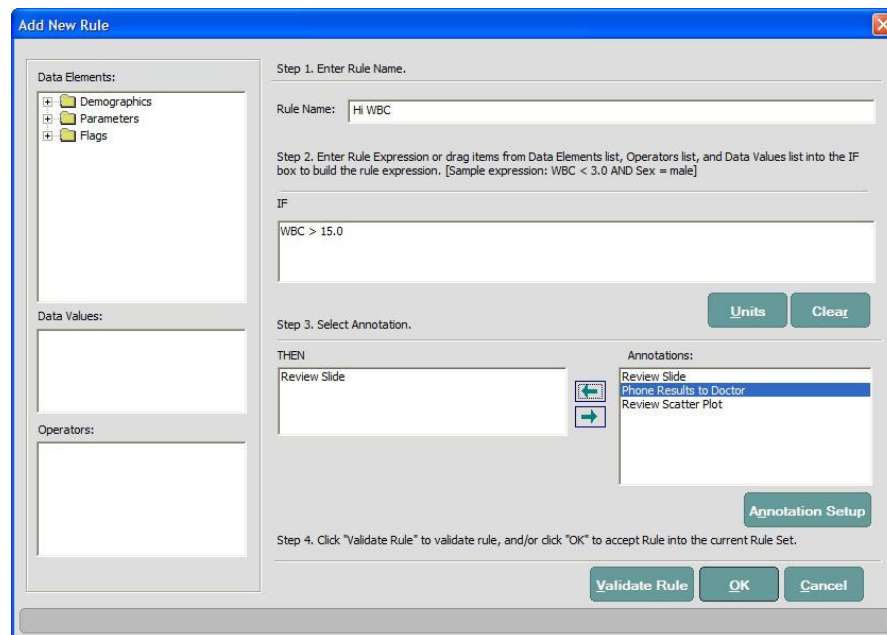 Add New Rule
Data Elements:
Demographics
Parameters
Flags
Data Values:
Operators:
Step 1. Enter Rule Name.
Rule Name: Hi WBC
Step 2. Enter Rule Expression or drag items from Data Elements list, Operators list, and Data Values list into the IF
box to build the rule expression. [Sample expression: WBC < 3.0 AND Sex = male]
IF
WBC > 15.0
Units Clear
Step 3. Select Annotation.
THEN
Review Slide
Annotations:
Review Slide
Phone Results to Doctor
Review Scatter Plot
Annotation Setup
Step 4. Click "Validate Rule" to validate rule, and/or click "OK" to accept Rule into the current Rule Set.
Validate Rule OK Cancel